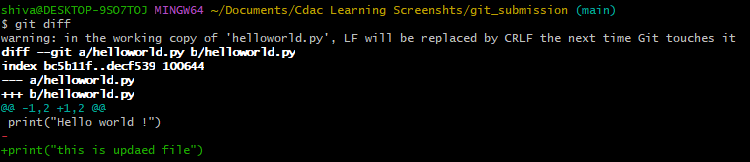 shiva@DESKTOP-9SO7TOJ MINGW64 ~/Documents/Cdac Learning Screenshts/git_submission (main)
$ git diff
warning: in the working copy of 'helloworld.py', LF will be replaced by CRLF the next time Git touches it
diff --git a/helloworld.py b/helloworld.py
index bc5b11f..decf539 100644
--- a/helloworld.py
+++ b/helloworld.py
@@ -1,2 +1,2 @@
 print("Hello world !")
-
+print("this is updaed file")